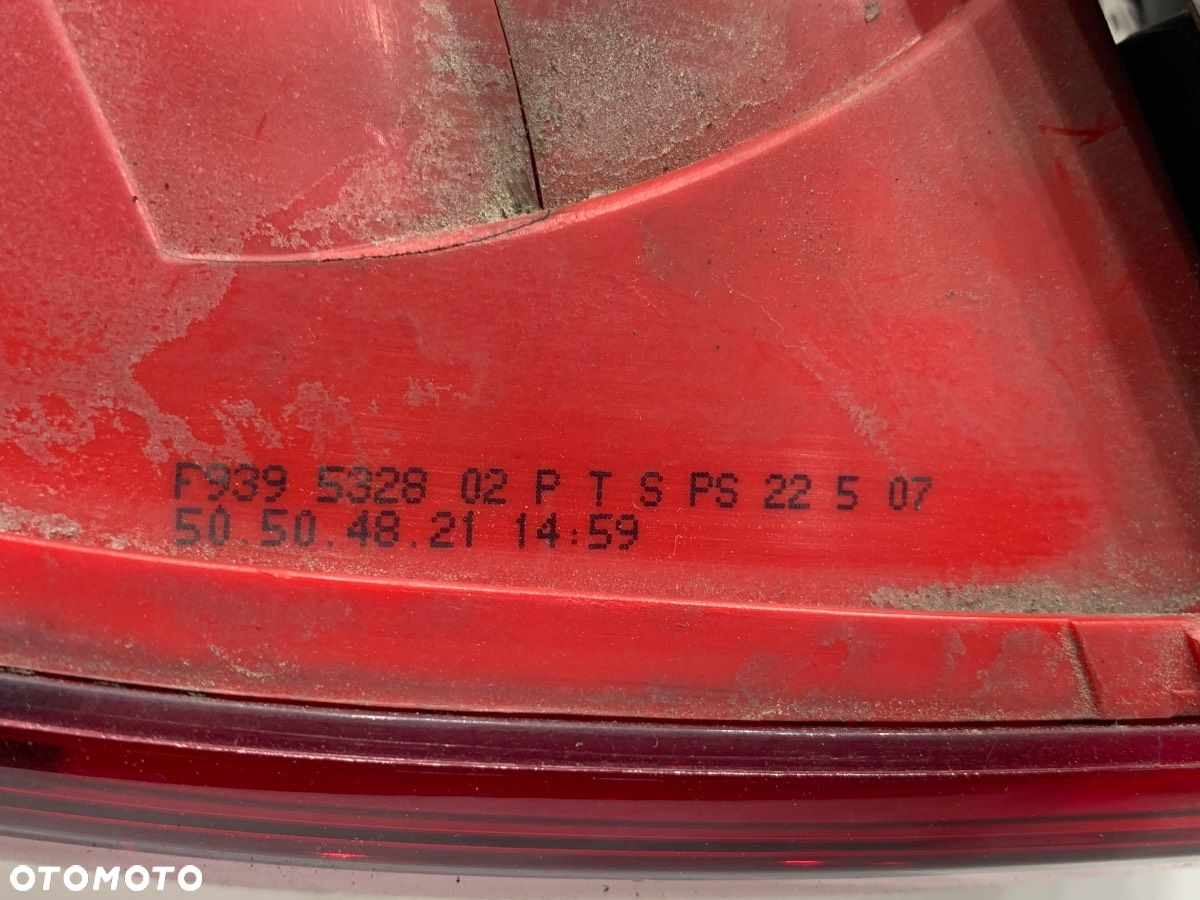 F939 5328 02 P T S PS 22 5 07
50.50.48.21 14:59
OTOMOTO